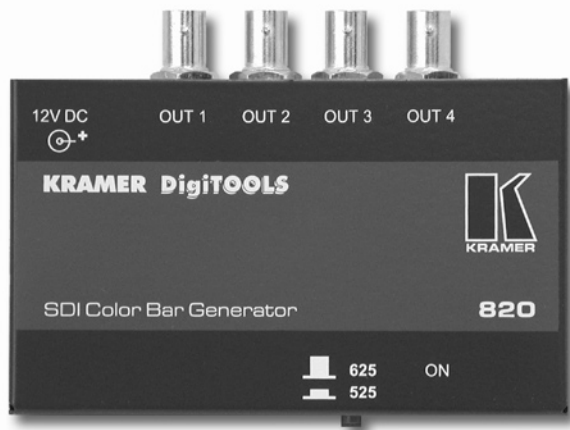 12V DC OUT 1 OUT 2 OUT 3 OUT 4
+
KRAMER DigiTOOLS
K
KRAMER
SDI Color Bar Generator 820
625 ON
525